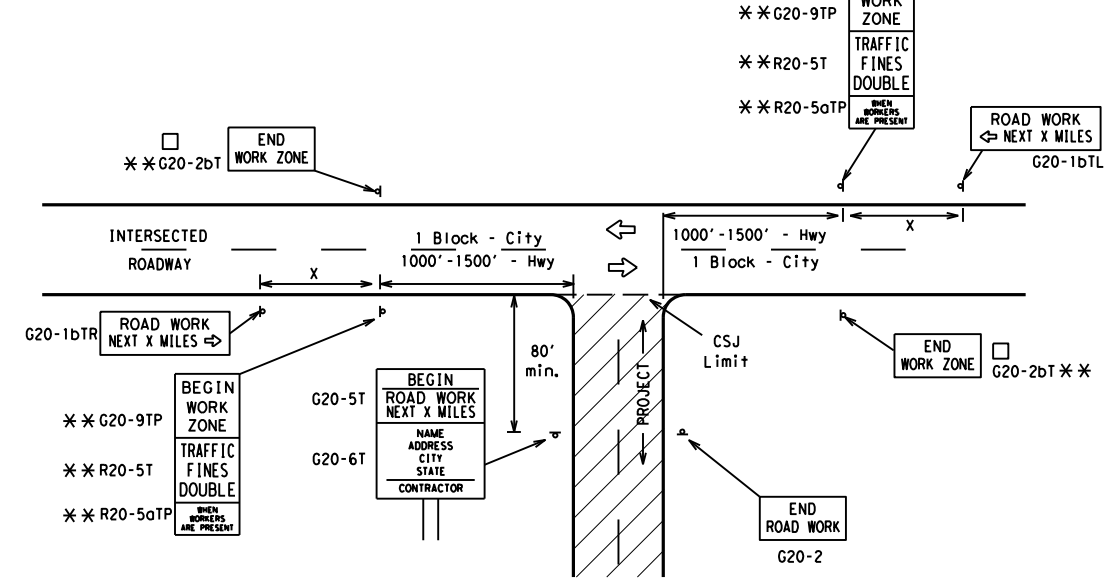 WORK
ZONE
**G20-9TP
TRAFFIC
FINES
DOUBLE
**R20-5T
WHEN
WORKERS
ARE PRESENT
**R20-5aTP
ROAD WORK
⇦ NEXT X MILES
G20-1bTL
□
**G20-2bT
END
WORK ZONE
INTERSECTED
ROADWAY
1 Block - City
1000'-1500' - Hwy
X
1000'-1500' - Hwy
1 Block - City
X
G20-1bTR
ROAD WORK
NEXT X MILES ⇨
80'
min.
CSJ
Limit
PROJECT
END
WORK ZONE
□
G20-2bT **
BEGIN
WORK
ZONE
**G20-9TP
TRAFFIC
FINES
DOUBLE
**R20-5T
WHEN
WORKERS
ARE PRESENT
**R20-5aTP
G20-5T
BEGIN
ROAD WORK
NEXT X MILES
G20-6T
NAME
ADDRESS
CITY
STATE
CONTRACTOR
END
ROAD WORK
G20-2